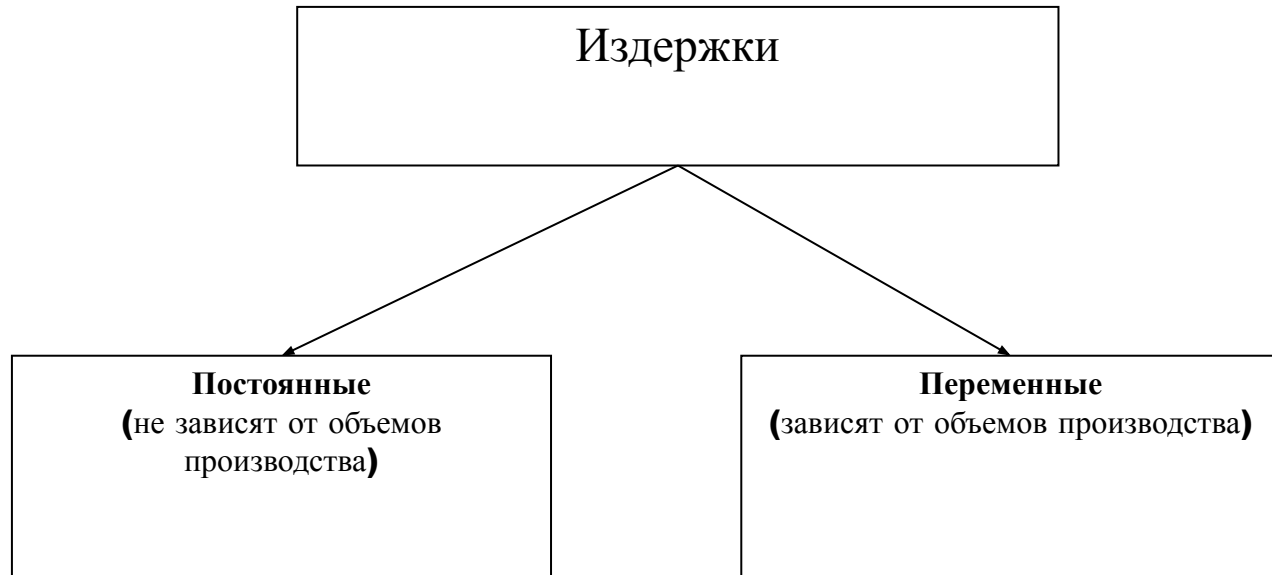 Издержки
Постоянные
(не зависят от объемов
производства)
Переменные
(зависят от объемов производства)